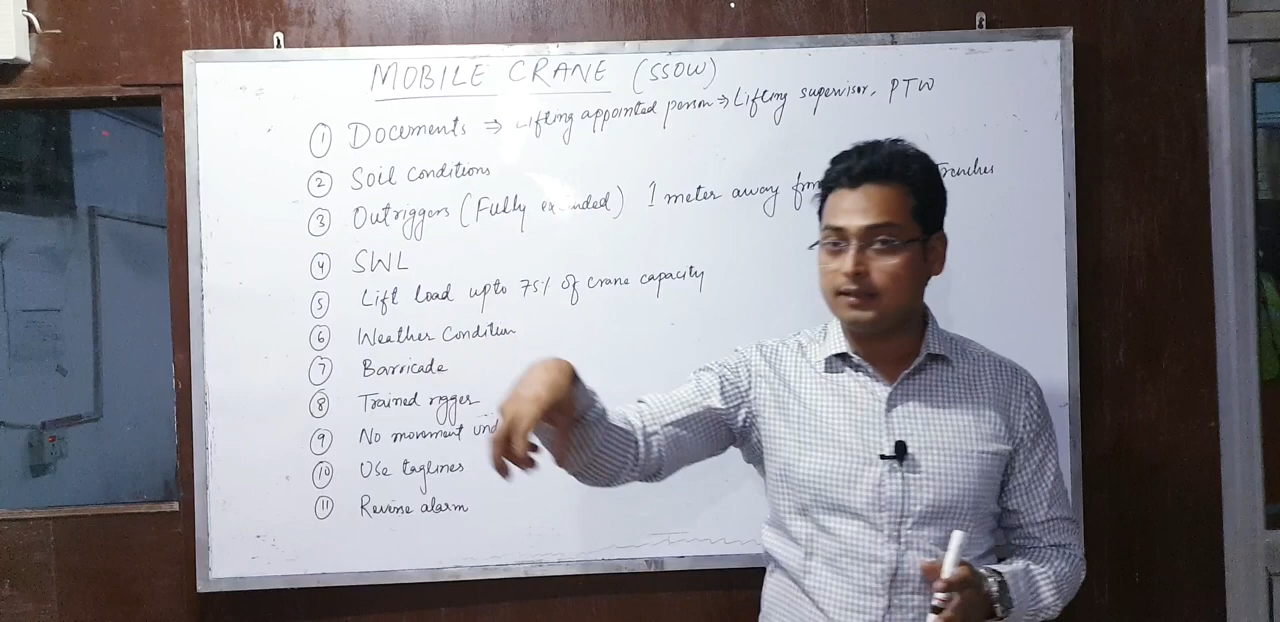 MOBILE CRANE (SSOW)
① Documents ⇒ Lifting appointed person ⇒ Lifting supervisor, PTW
② Soil conditions
③ Outriggers (Fully extended) 1 meter away from Trenches
④ SWL
⑤ Lift load upto 75% of crane capacity
⑥ Weather Condition
⑦ Barricade
⑧ Trained rigger
⑨ No movement
⑩ Use taglines
⑪ Reverse alarm